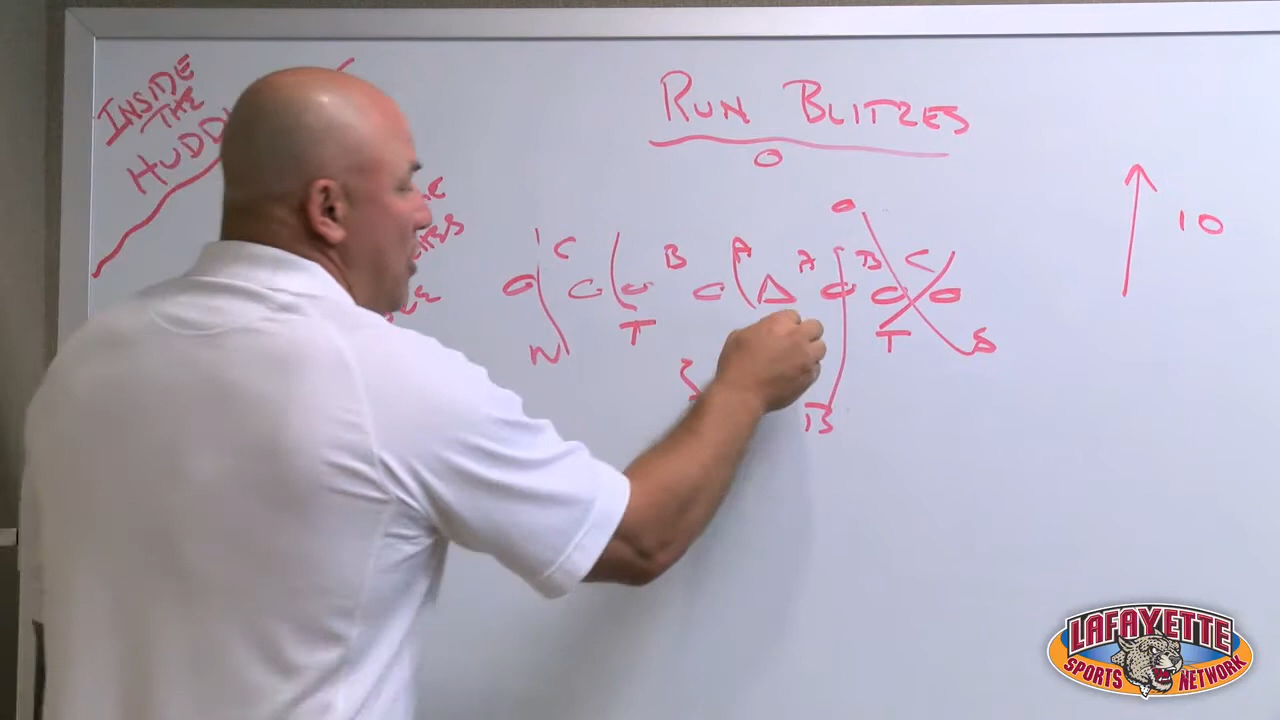 INSIDE
THE
HUDD
RUN BLITZES
10
C B A A B C
T T
N S
B
LAFAYETTE
SPORTS NETWORK